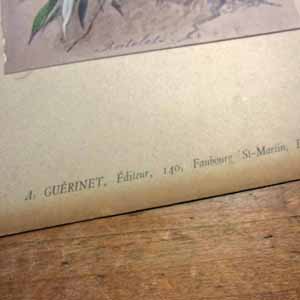 A. GUÉRINET, Éditeur, 140, Faubourg St-Martin,